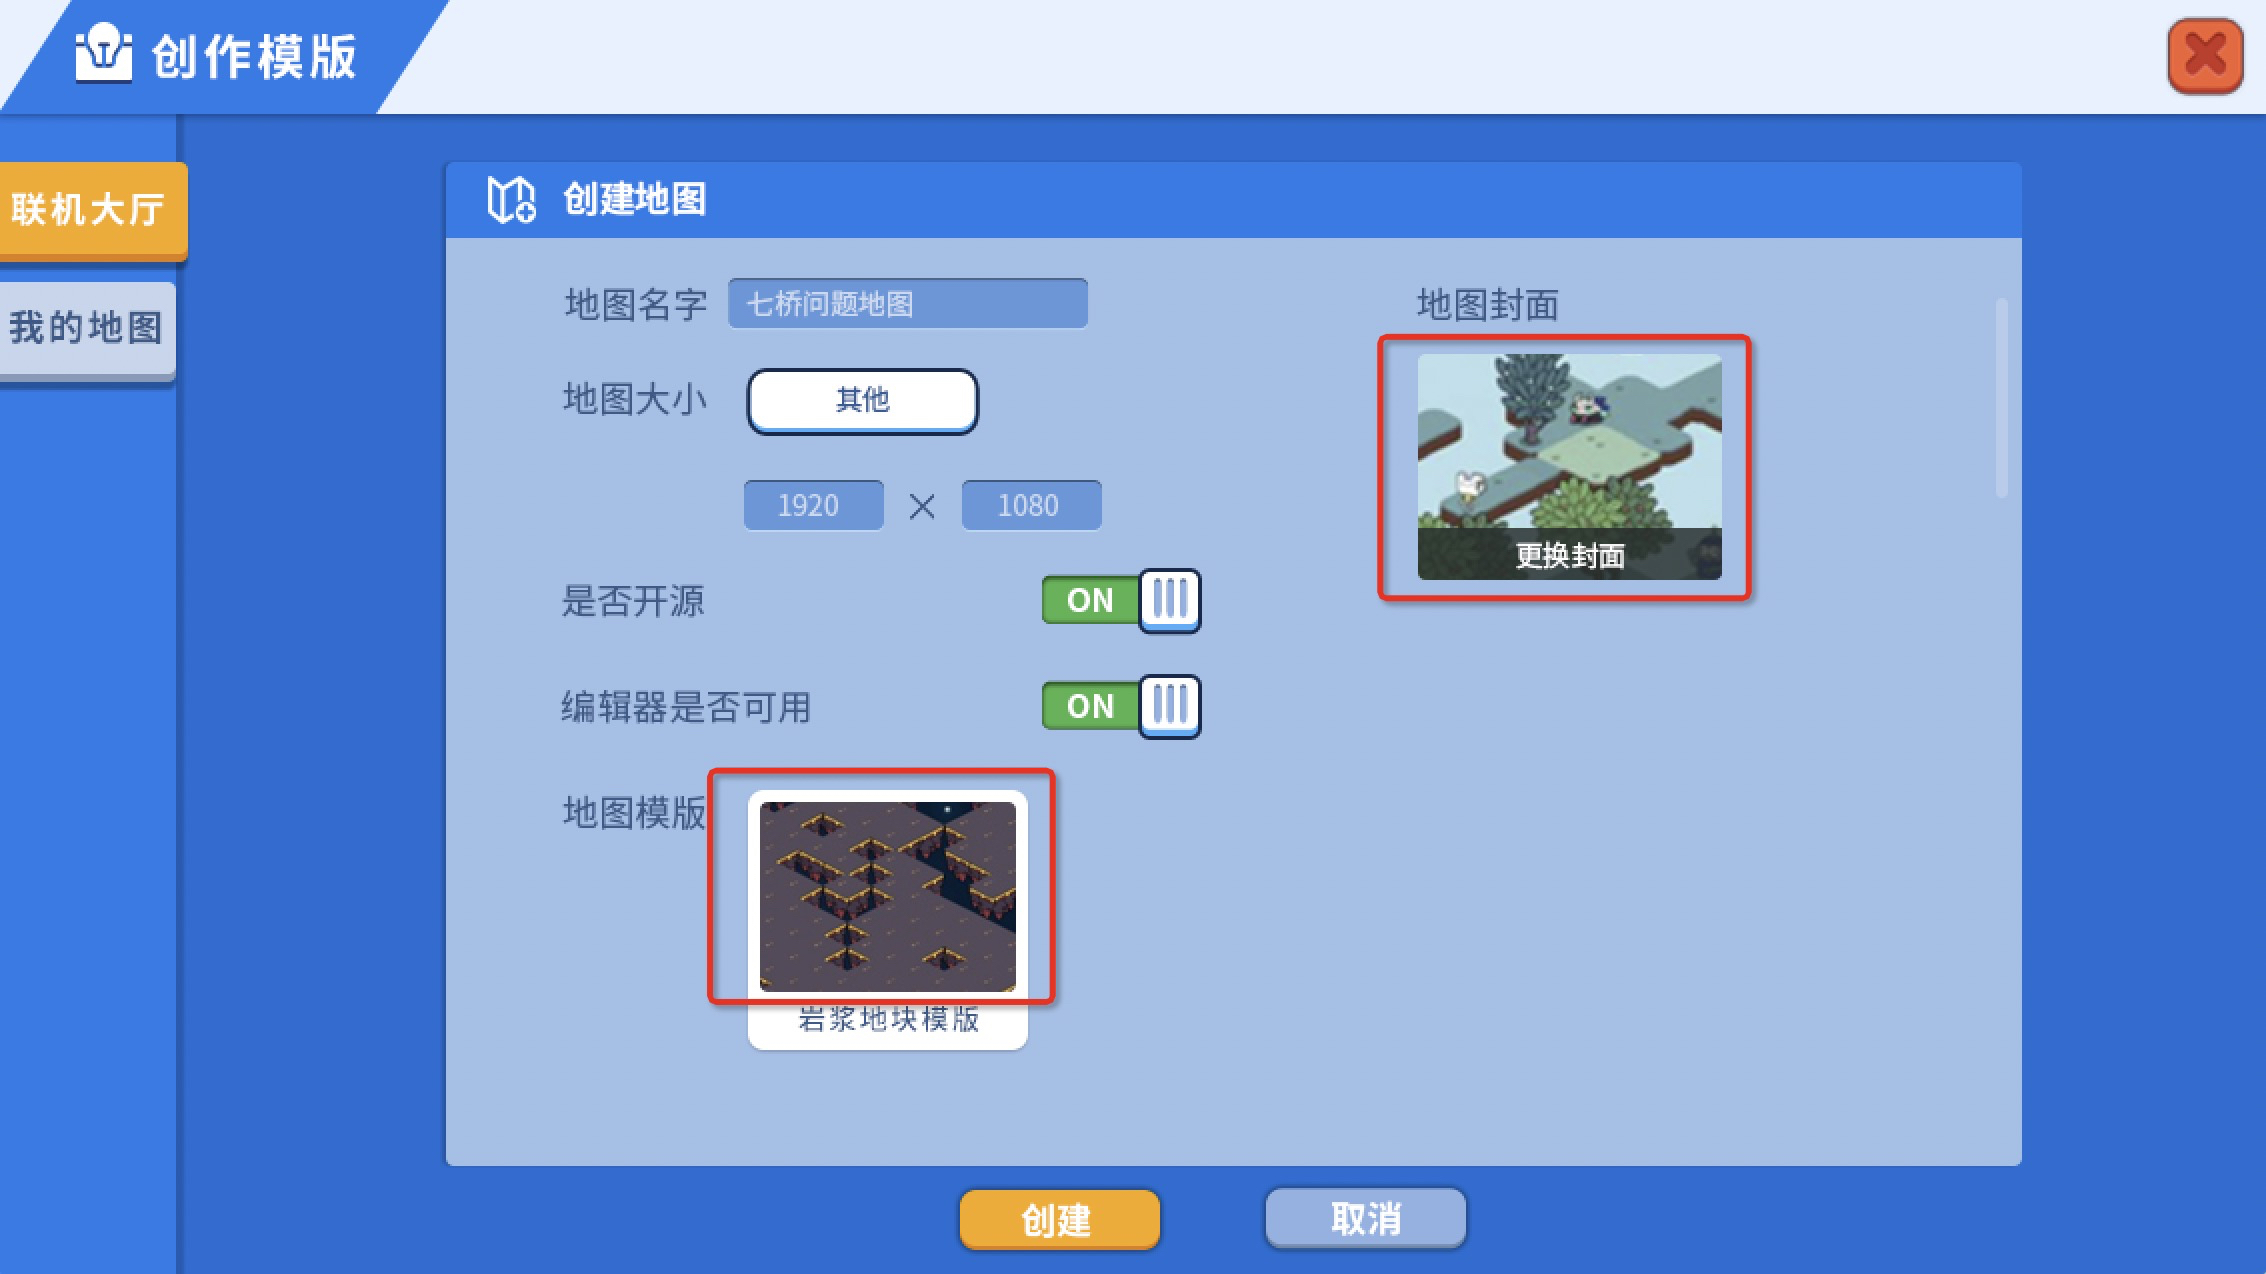 创作模版
联机大厅
我的地图
创建地图
地图名字 七桥问题地图
地图封面
地图大小 其他
1920 × 1080
更换封面
是否开源 ON
编辑器是否可用 ON
地图模版
岩浆地块模版
创建 取消